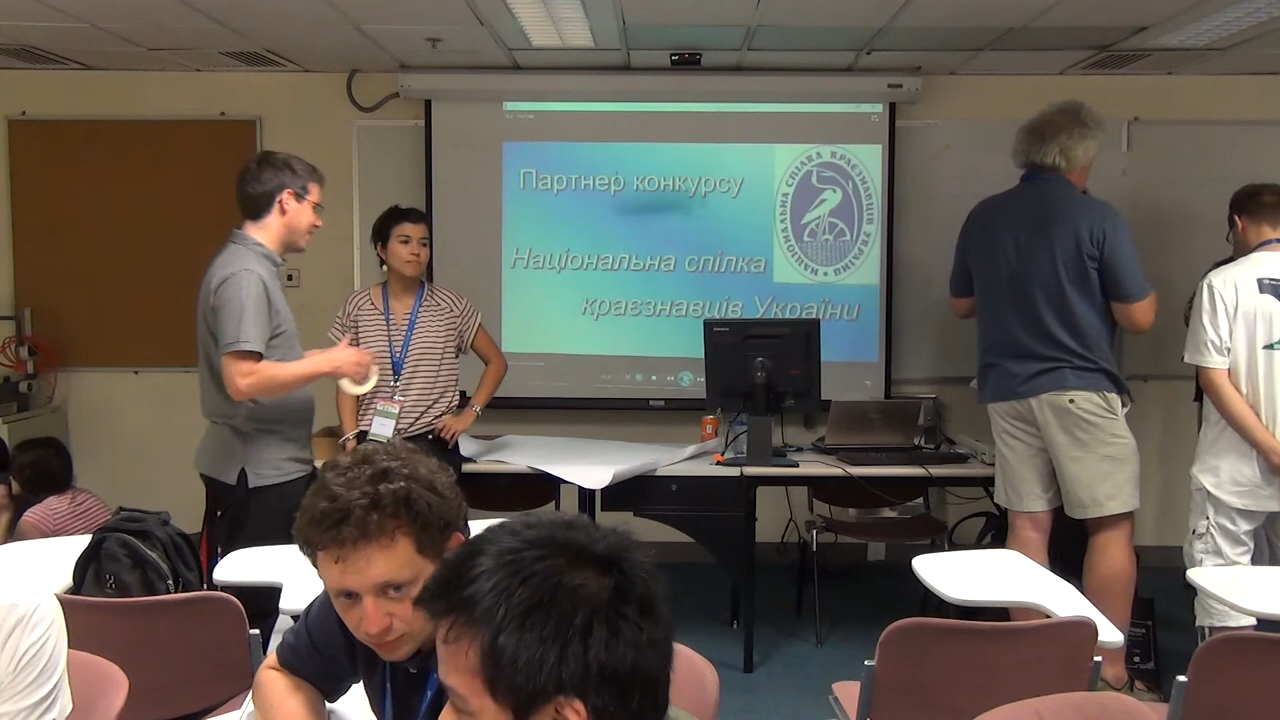 Партнер конкурсу
НАЦІОНАЛЬНА СПІЛКА КРАЄЗНАВЦІВ УКРАЇНИ
Національна спілка
краєзнавців України